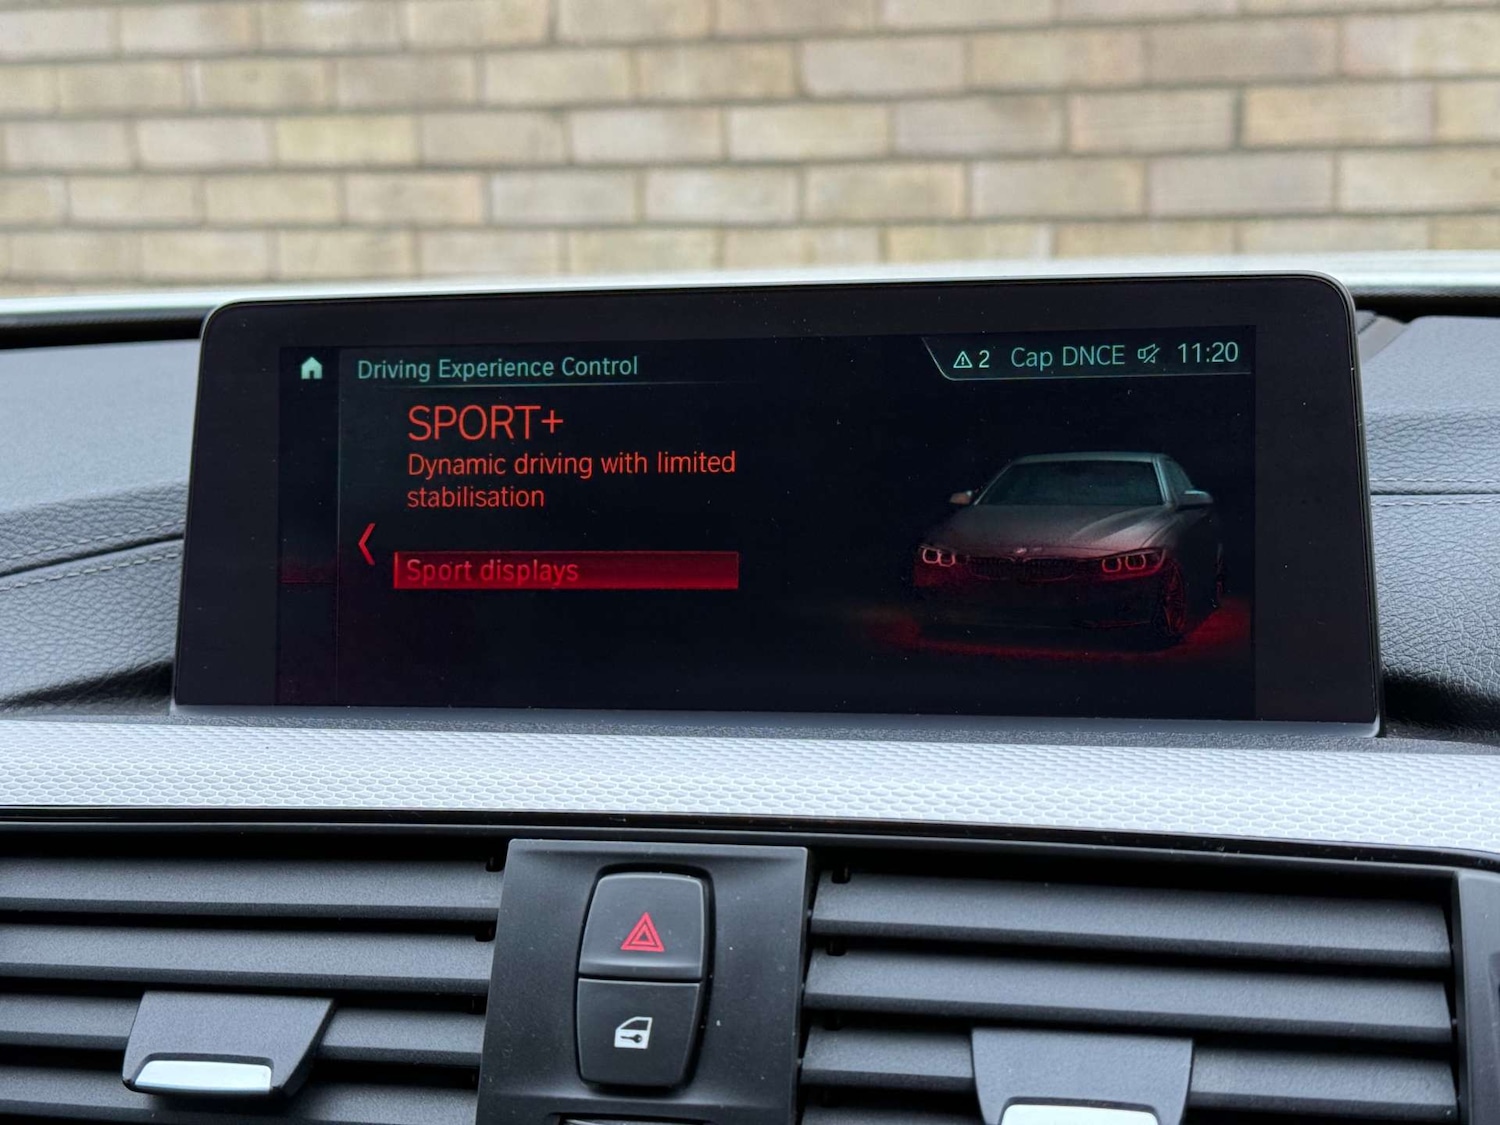 Driving Experience Control
2 Cap DNCE 11:20
SPORT+
Dynamic driving with limited
stabilisation
Sport displays